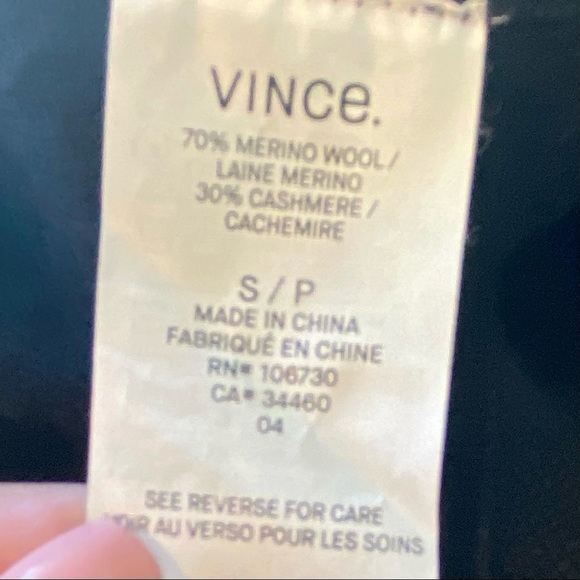 VINCe.
70% MERINO WOOL/
LAINE MERINO
30% CASHMERE/
CACHEMIRE
S/P
MADE IN CHINA
FABRIQUÉ EN CHINE
RN# 106730
CA# 34460
04
SEE REVERSE FOR CARE
VOIR AU VERSO POUR LES SOINS